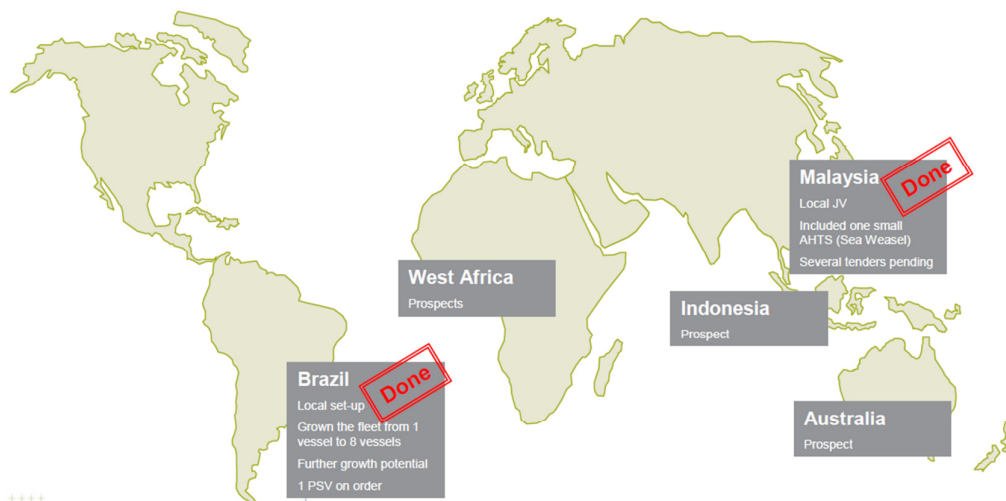 Malaysia
Done
Local JV
Included one small
AHTS (Sea Weasel)
Several tenders pending
West Africa
Prospects
Indonesia
Prospect
Brazil
Done
Local set-up
Grown the fleet from 1
vessel to 8 vessels
Further growth potential
1 PSV on order
Australia
Prospect